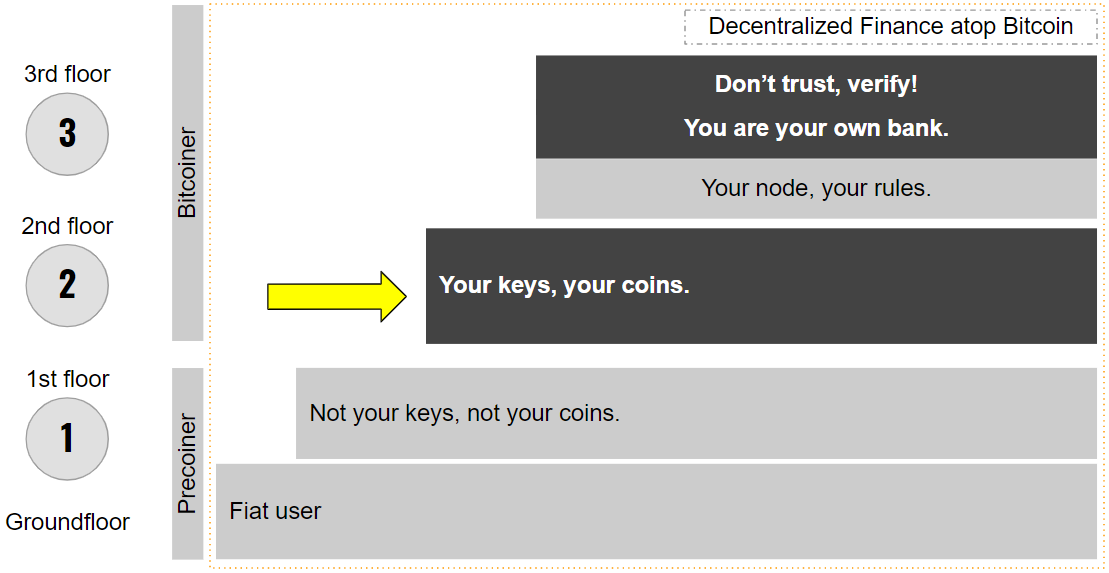 Decentralized Finance atop Bitcoin
3rd floor
3
Bitcoiner
Don’t trust, verify!
You are your own bank.
Your node, your rules.
2nd floor
2
Your keys, your coins.
1st floor
1
Precoiner
Not your keys, not your coins.
Groundfloor
Fiat user